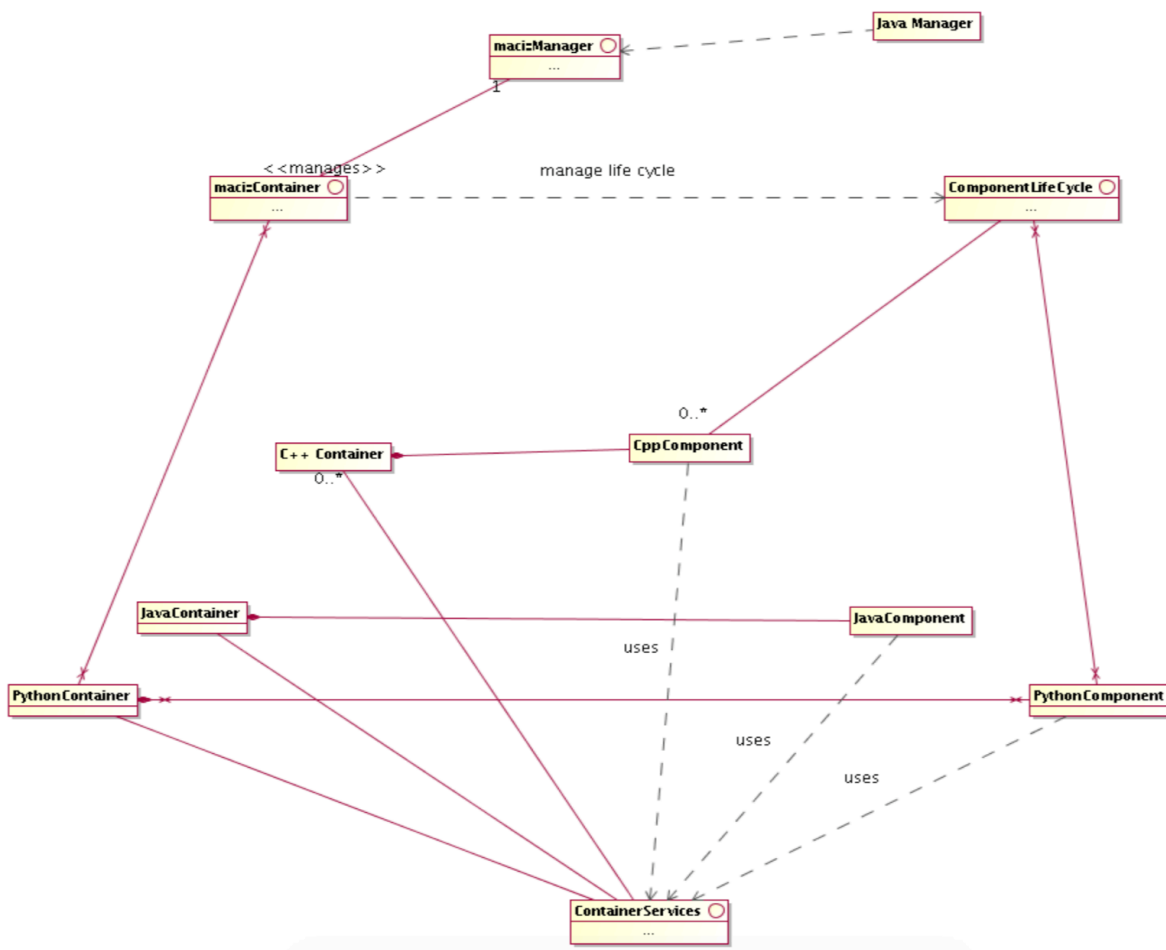 Java Manager
maci::Manager
...
1
<<manages>>
manage life cycle
maci::Container
...
ComponentLifeCycle
...
0..*
CppComponent
C++ Container
0..*
JavaContainer
JavaComponent
uses
PythonContainer
PythonComponent
uses
uses
ContainerServices
...